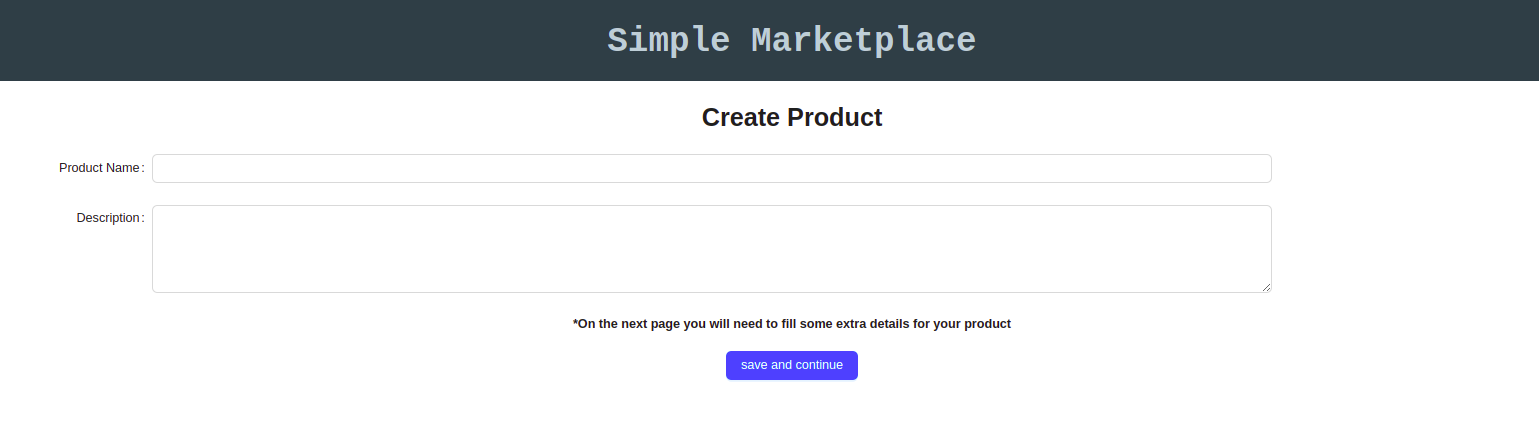 Simple Marketplace
Create Product
Product Name:
Description:
*On the next page you will need to fill some extra details for your product
save and continue